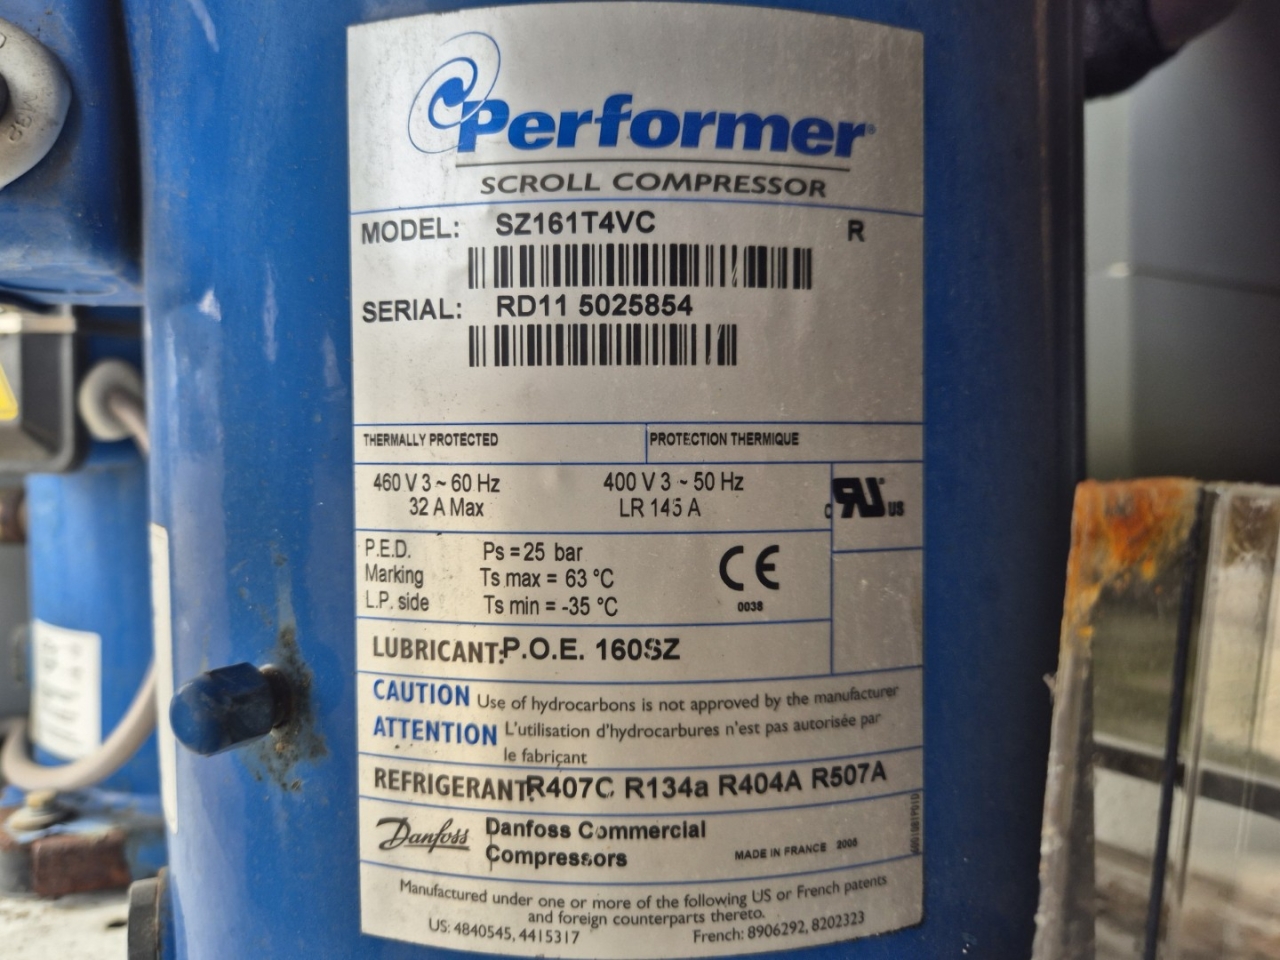 Performer®
SCROLL COMPRESSOR
MODEL: SZ161T4VC R
SERIAL: RD11 5025854
THERMALLY PROTECTED PROTECTION THERMIQUE
460 V 3 ~ 60 Hz 400 V 3 ~ 50 Hz
32 A Max LR 145 A
c RU US
P.E.D. Ps = 25 bar
Marking Ts max = 63 °C
L.P. side Ts min = -35 °C
CE
0038
LUBRICANT: P.O.E. 160SZ
CAUTION Use of hydrocarbons is not approved by the manufacturer
ATTENTION L'utilisation d'hydrocarbures n'est pas autorisée par
le fabriçant
REFRIGERANT: R407C R134a R404A R507A
Danfoss Danfoss Commercial
Compressors
MADE IN FRANCE 2005
Manufactured under one or more of the following US or French patents
and foreign counterparts thereto.
US: 4840545, 4415317 French: 8906292, 8202323